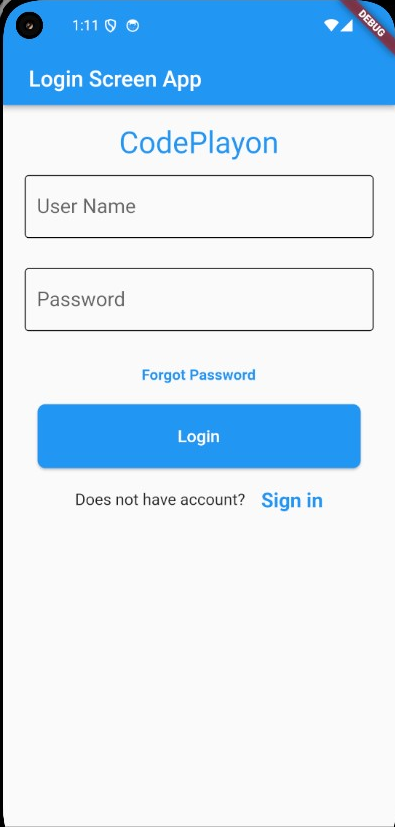 1:11
DEBUG
Login Screen App
CodePlayon
User Name
Password
Forgot Password
Login
Does not have account? Sign in